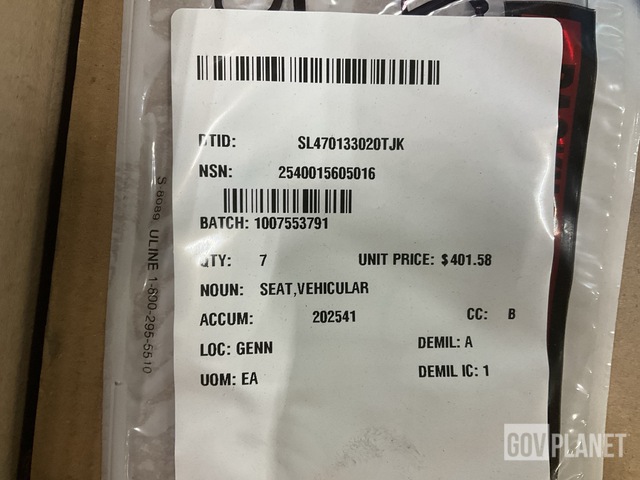 DTID: SL470133020TJK
NSN: 2540015605016
BATCH: 1007553791
QTY: 7 UNIT PRICE: $401.58
NOUN: SEAT,VEHICULAR
ACCUM: 202541 CC: B
LOC: GENN DEMIL: A
UOM: EA DEMIL IC: 1
S-8089 ULINE 1-800-295-5510
GOVPLANET